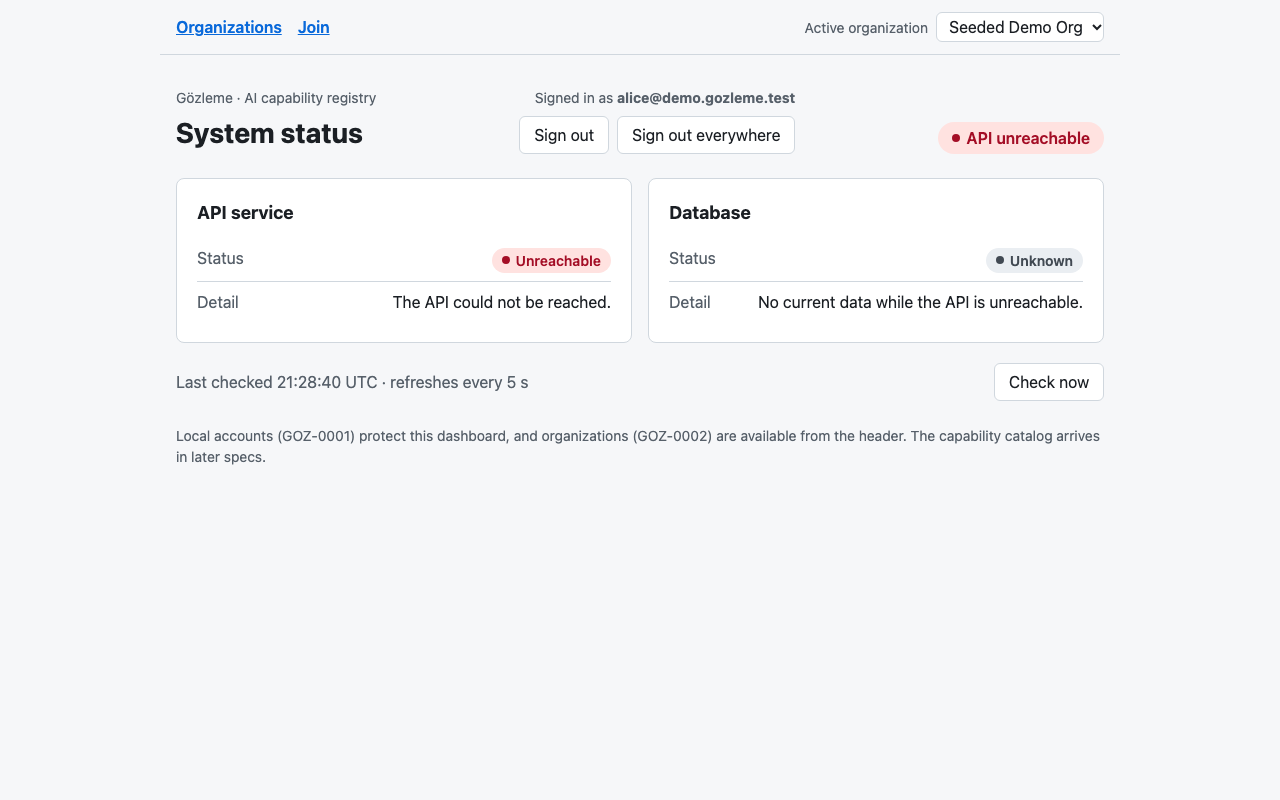 Organizations Join Active organization Seeded Demo Org
Gözleme · AI capability registry
System status
Signed in as alice@demo.gozleme.test
Sign out Sign out everywhere
API unreachable
API service
Status Unreachable
Detail The API could not be reached.
Database
Status Unknown
Detail No current data while the API is unreachable.
Last checked 21:28:40 UTC · refreshes every 5 s Check now
Local accounts (GOZ-0001) protect this dashboard, and organizations (GOZ-0002) are available from the header. The capability catalog arrives
in later specs.